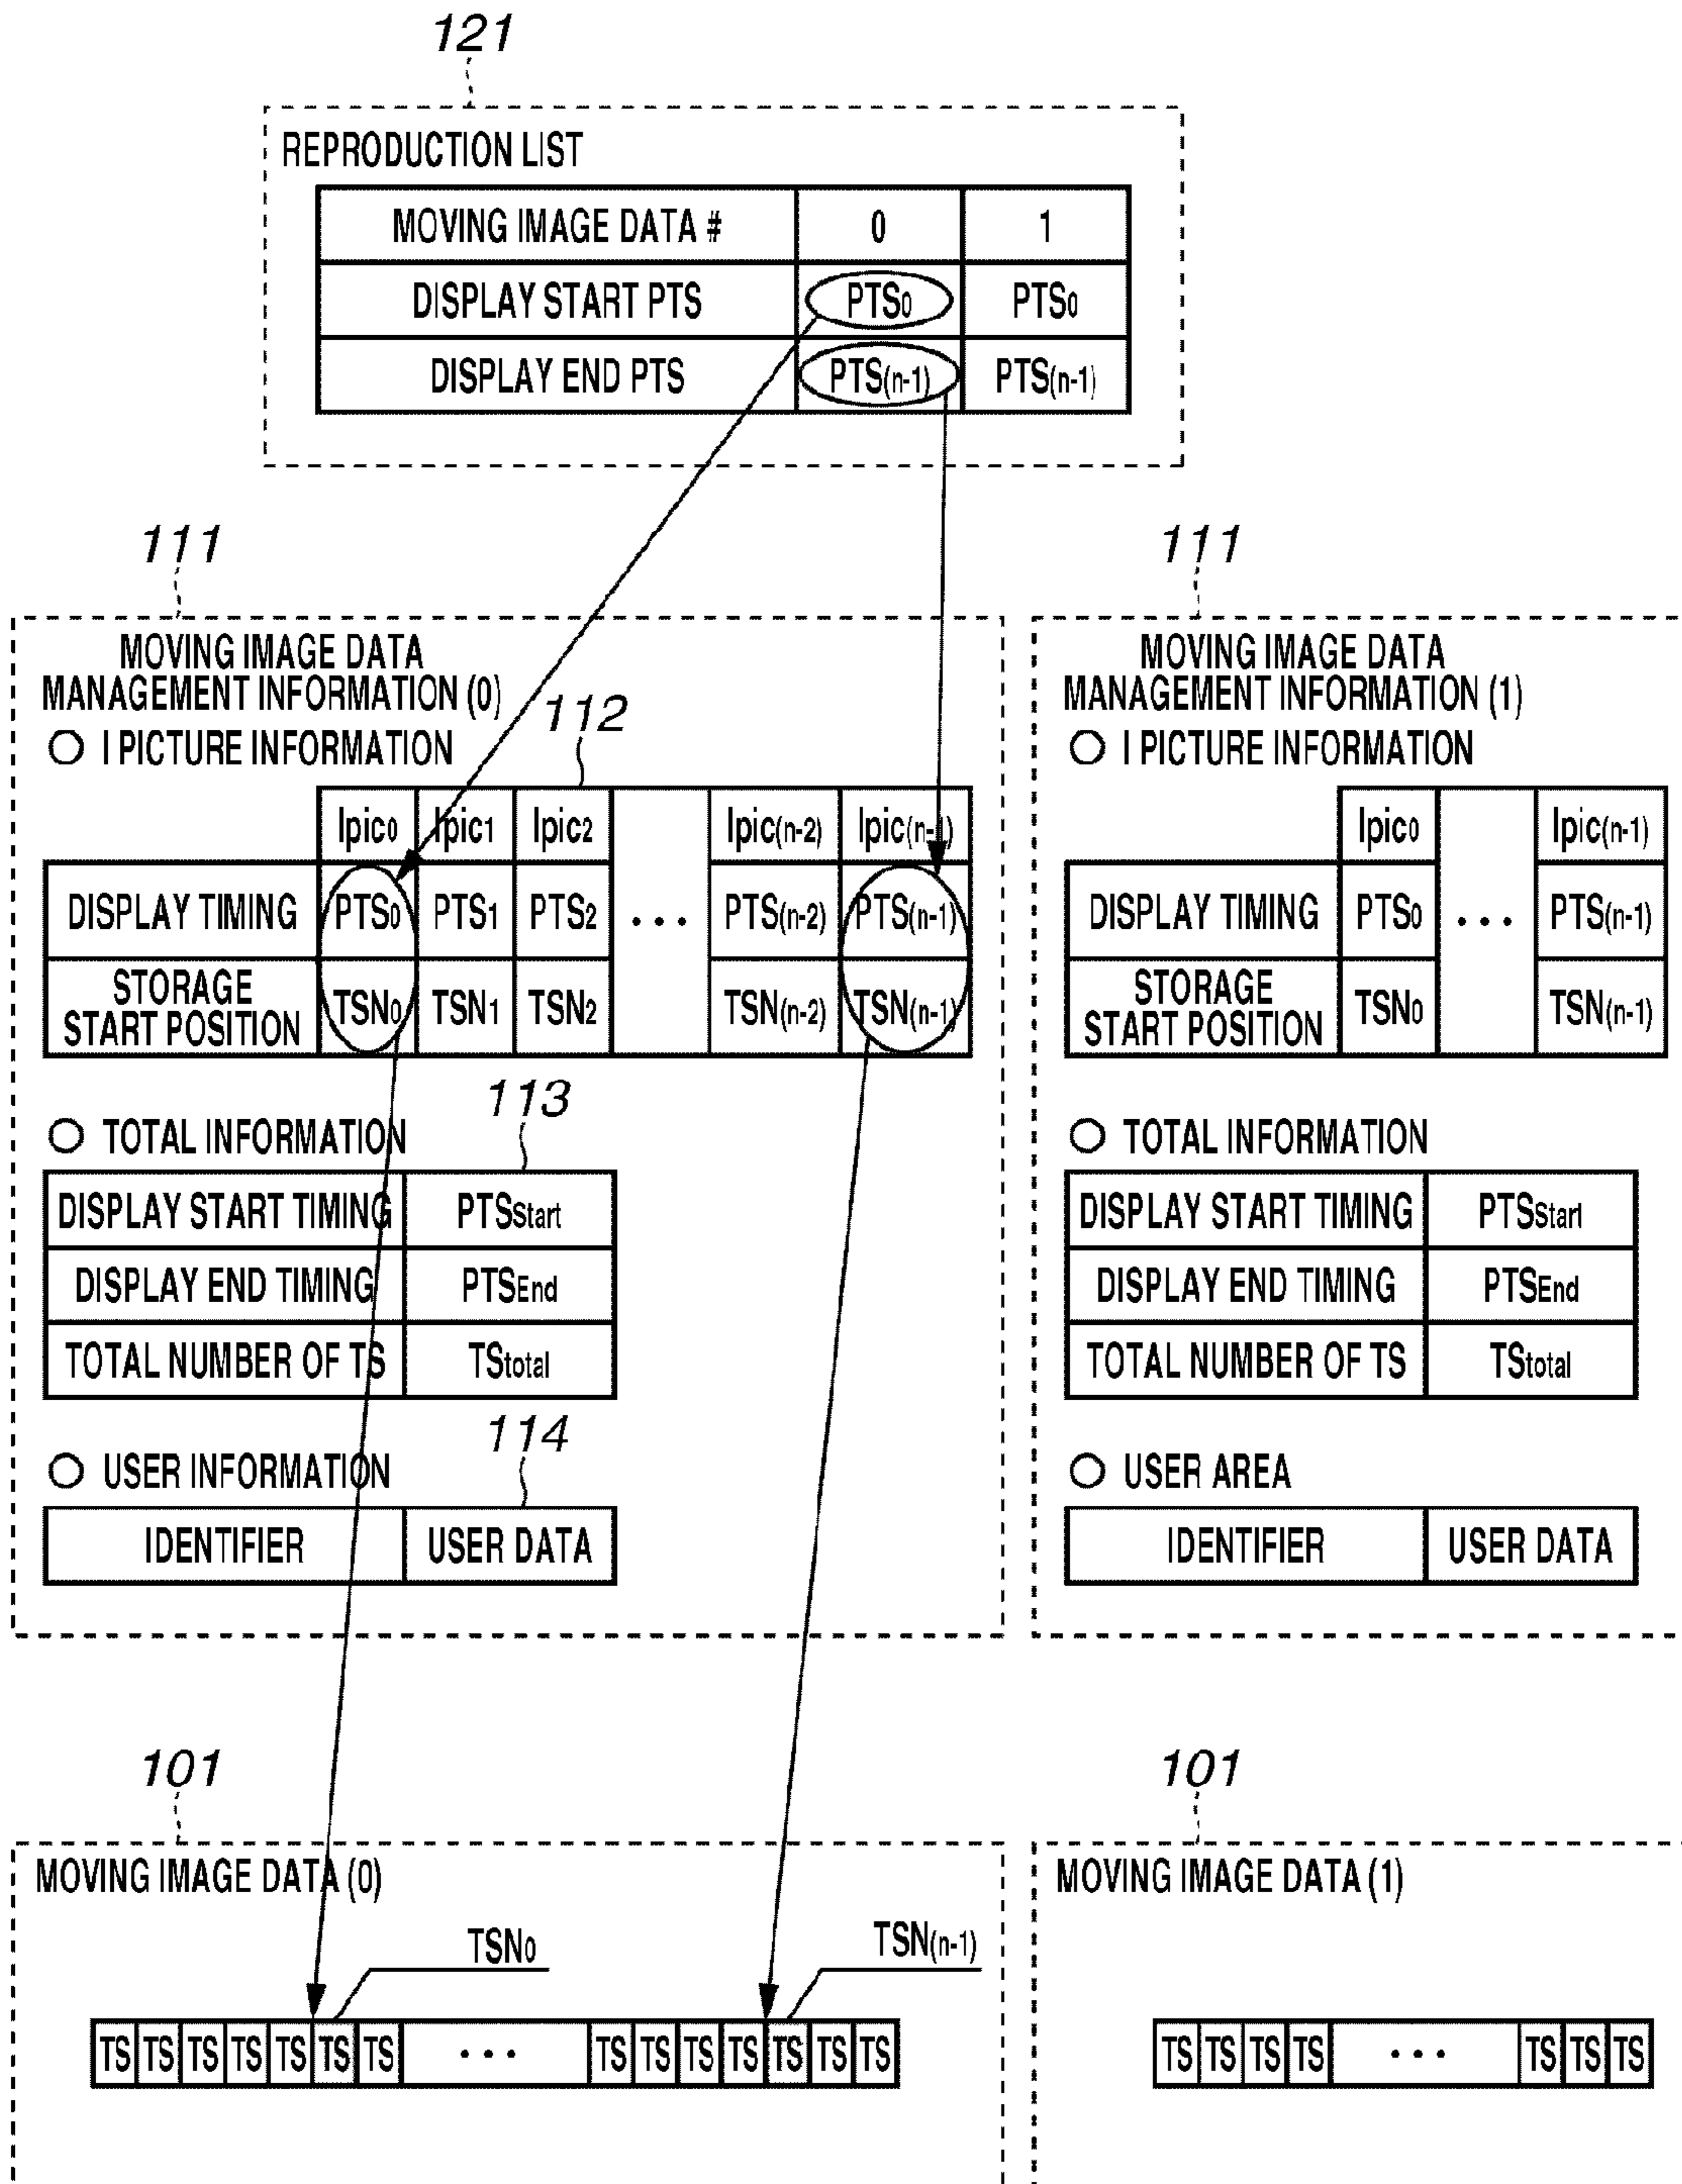 121
REPRODUCTION LIST
MOVING IMAGE DATA # 0 1
DISPLAY START PTS PTS0 PTS0
DISPLAY END PTS PTS(n-1) PTS(n-1)
111
MOVING IMAGE DATA
MANAGEMENT INFORMATION (0)
○ I PICTURE INFORMATION
112
Ipic0 Ipic1 Ipic2 Ipic(n-2) Ipic(n-1)
DISPLAY TIMING PTS0 PTS1 PTS2 ... PTS(n-2) PTS(n-1)
STORAGE
START POSITION TSN0 TSN1 TSN2 TSN(n-2) TSN(n-1)
○ TOTAL INFORMATION
113
DISPLAY START TIMING PTSStart
DISPLAY END TIMING PTSEnd
TOTAL NUMBER OF TS TStotal
○ USER INFORMATION
114
IDENTIFIER USER DATA
111
MOVING IMAGE DATA
MANAGEMENT INFORMATION (1)
○ I PICTURE INFORMATION
Ipic0 Ipic(n-1)
DISPLAY TIMING PTS0 ... PTS(n-1)
STORAGE
START POSITION TSN0 TSN(n-1)
○ TOTAL INFORMATION
DISPLAY START TIMING PTSStart
DISPLAY END TIMING PTSEnd
TOTAL NUMBER OF TS TStotal
○ USER AREA
IDENTIFIER USER DATA
101
MOVING IMAGE DATA (0)
TSN0 TSN(n-1)
TS TS TS TS TS TS TS ... TS TS TS TS TS TS TS
101
MOVING IMAGE DATA (1)
TS TS TS TS ... TS TS TS